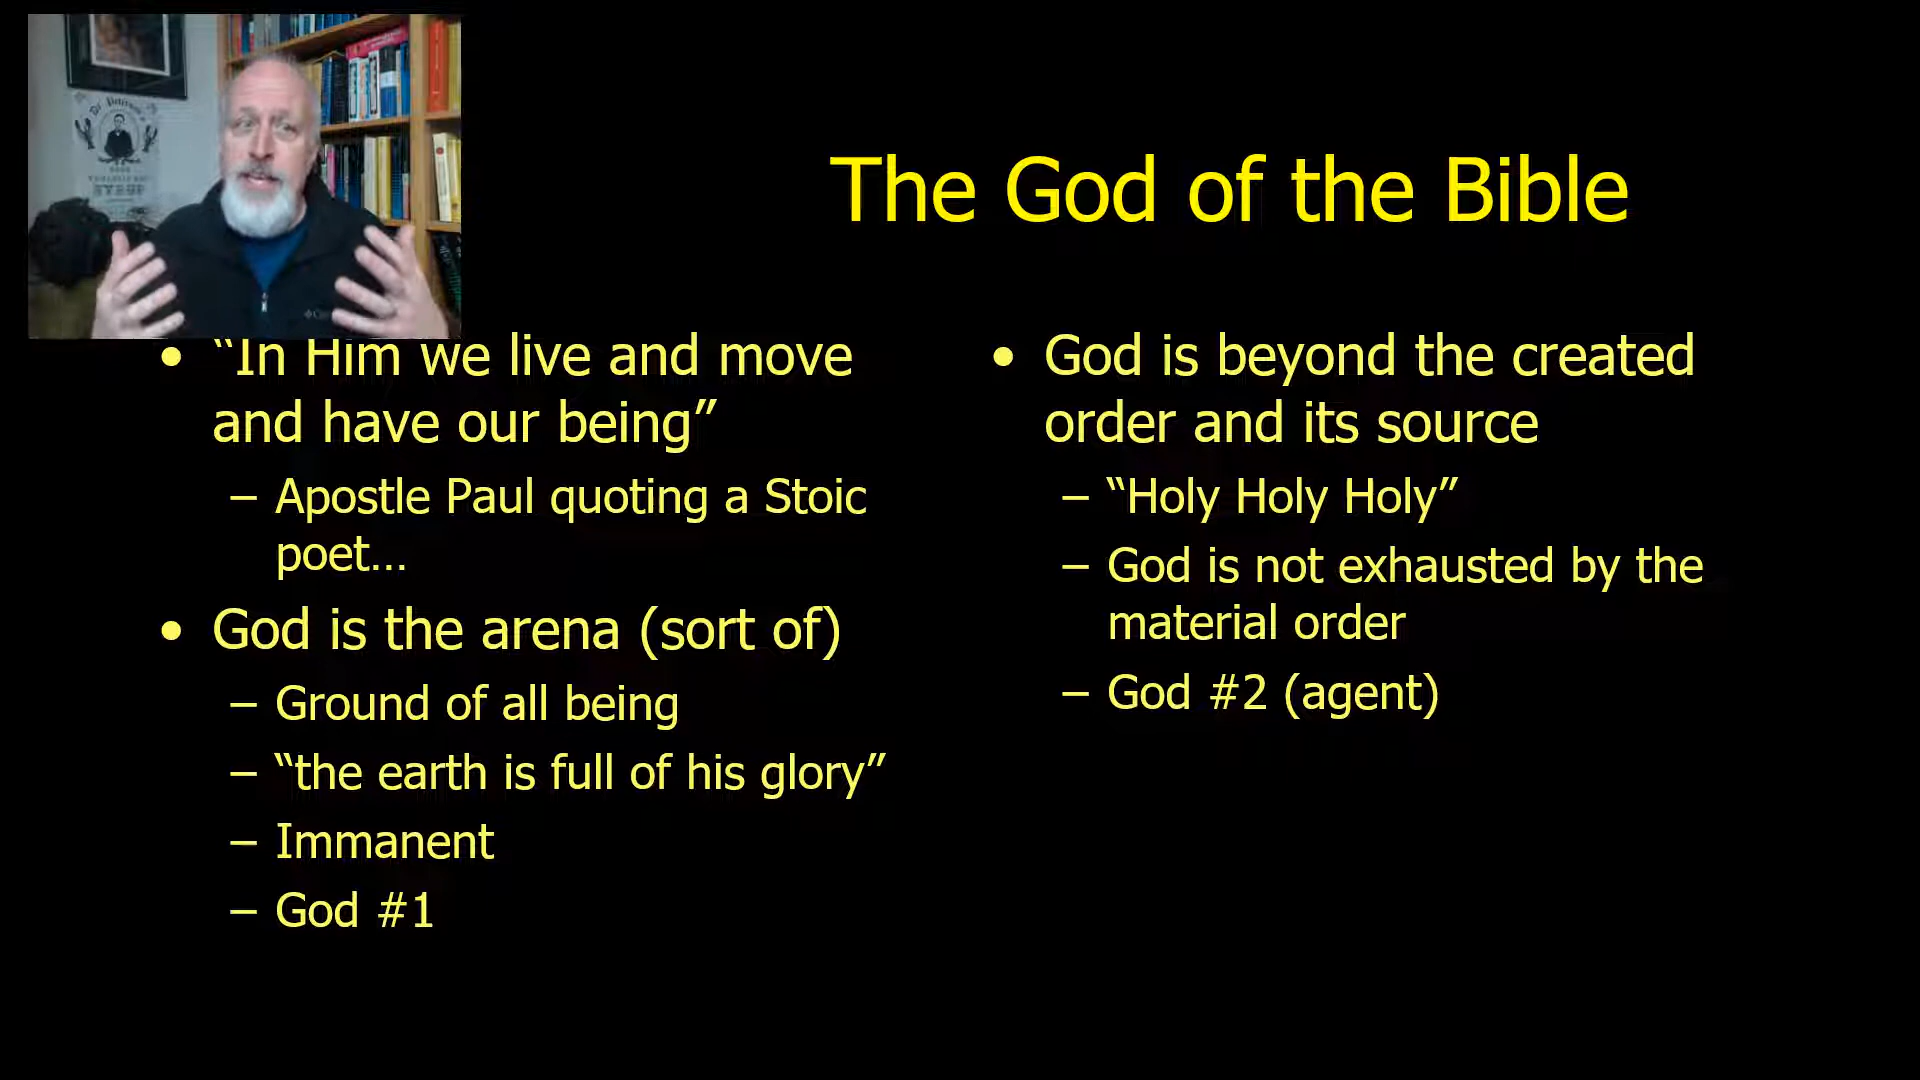 Dr Peterson's
SYRUP
The God of the Bible
• “In Him we live and move
and have our being”
– Apostle Paul quoting a Stoic
poet…
• God is the arena (sort of)
– Ground of all being
– “the earth is full of his glory”
– Immanent
– God #1
• God is beyond the created
order and its source
– “Holy Holy Holy”
– God is not exhausted by the
material order
– God #2 (agent)